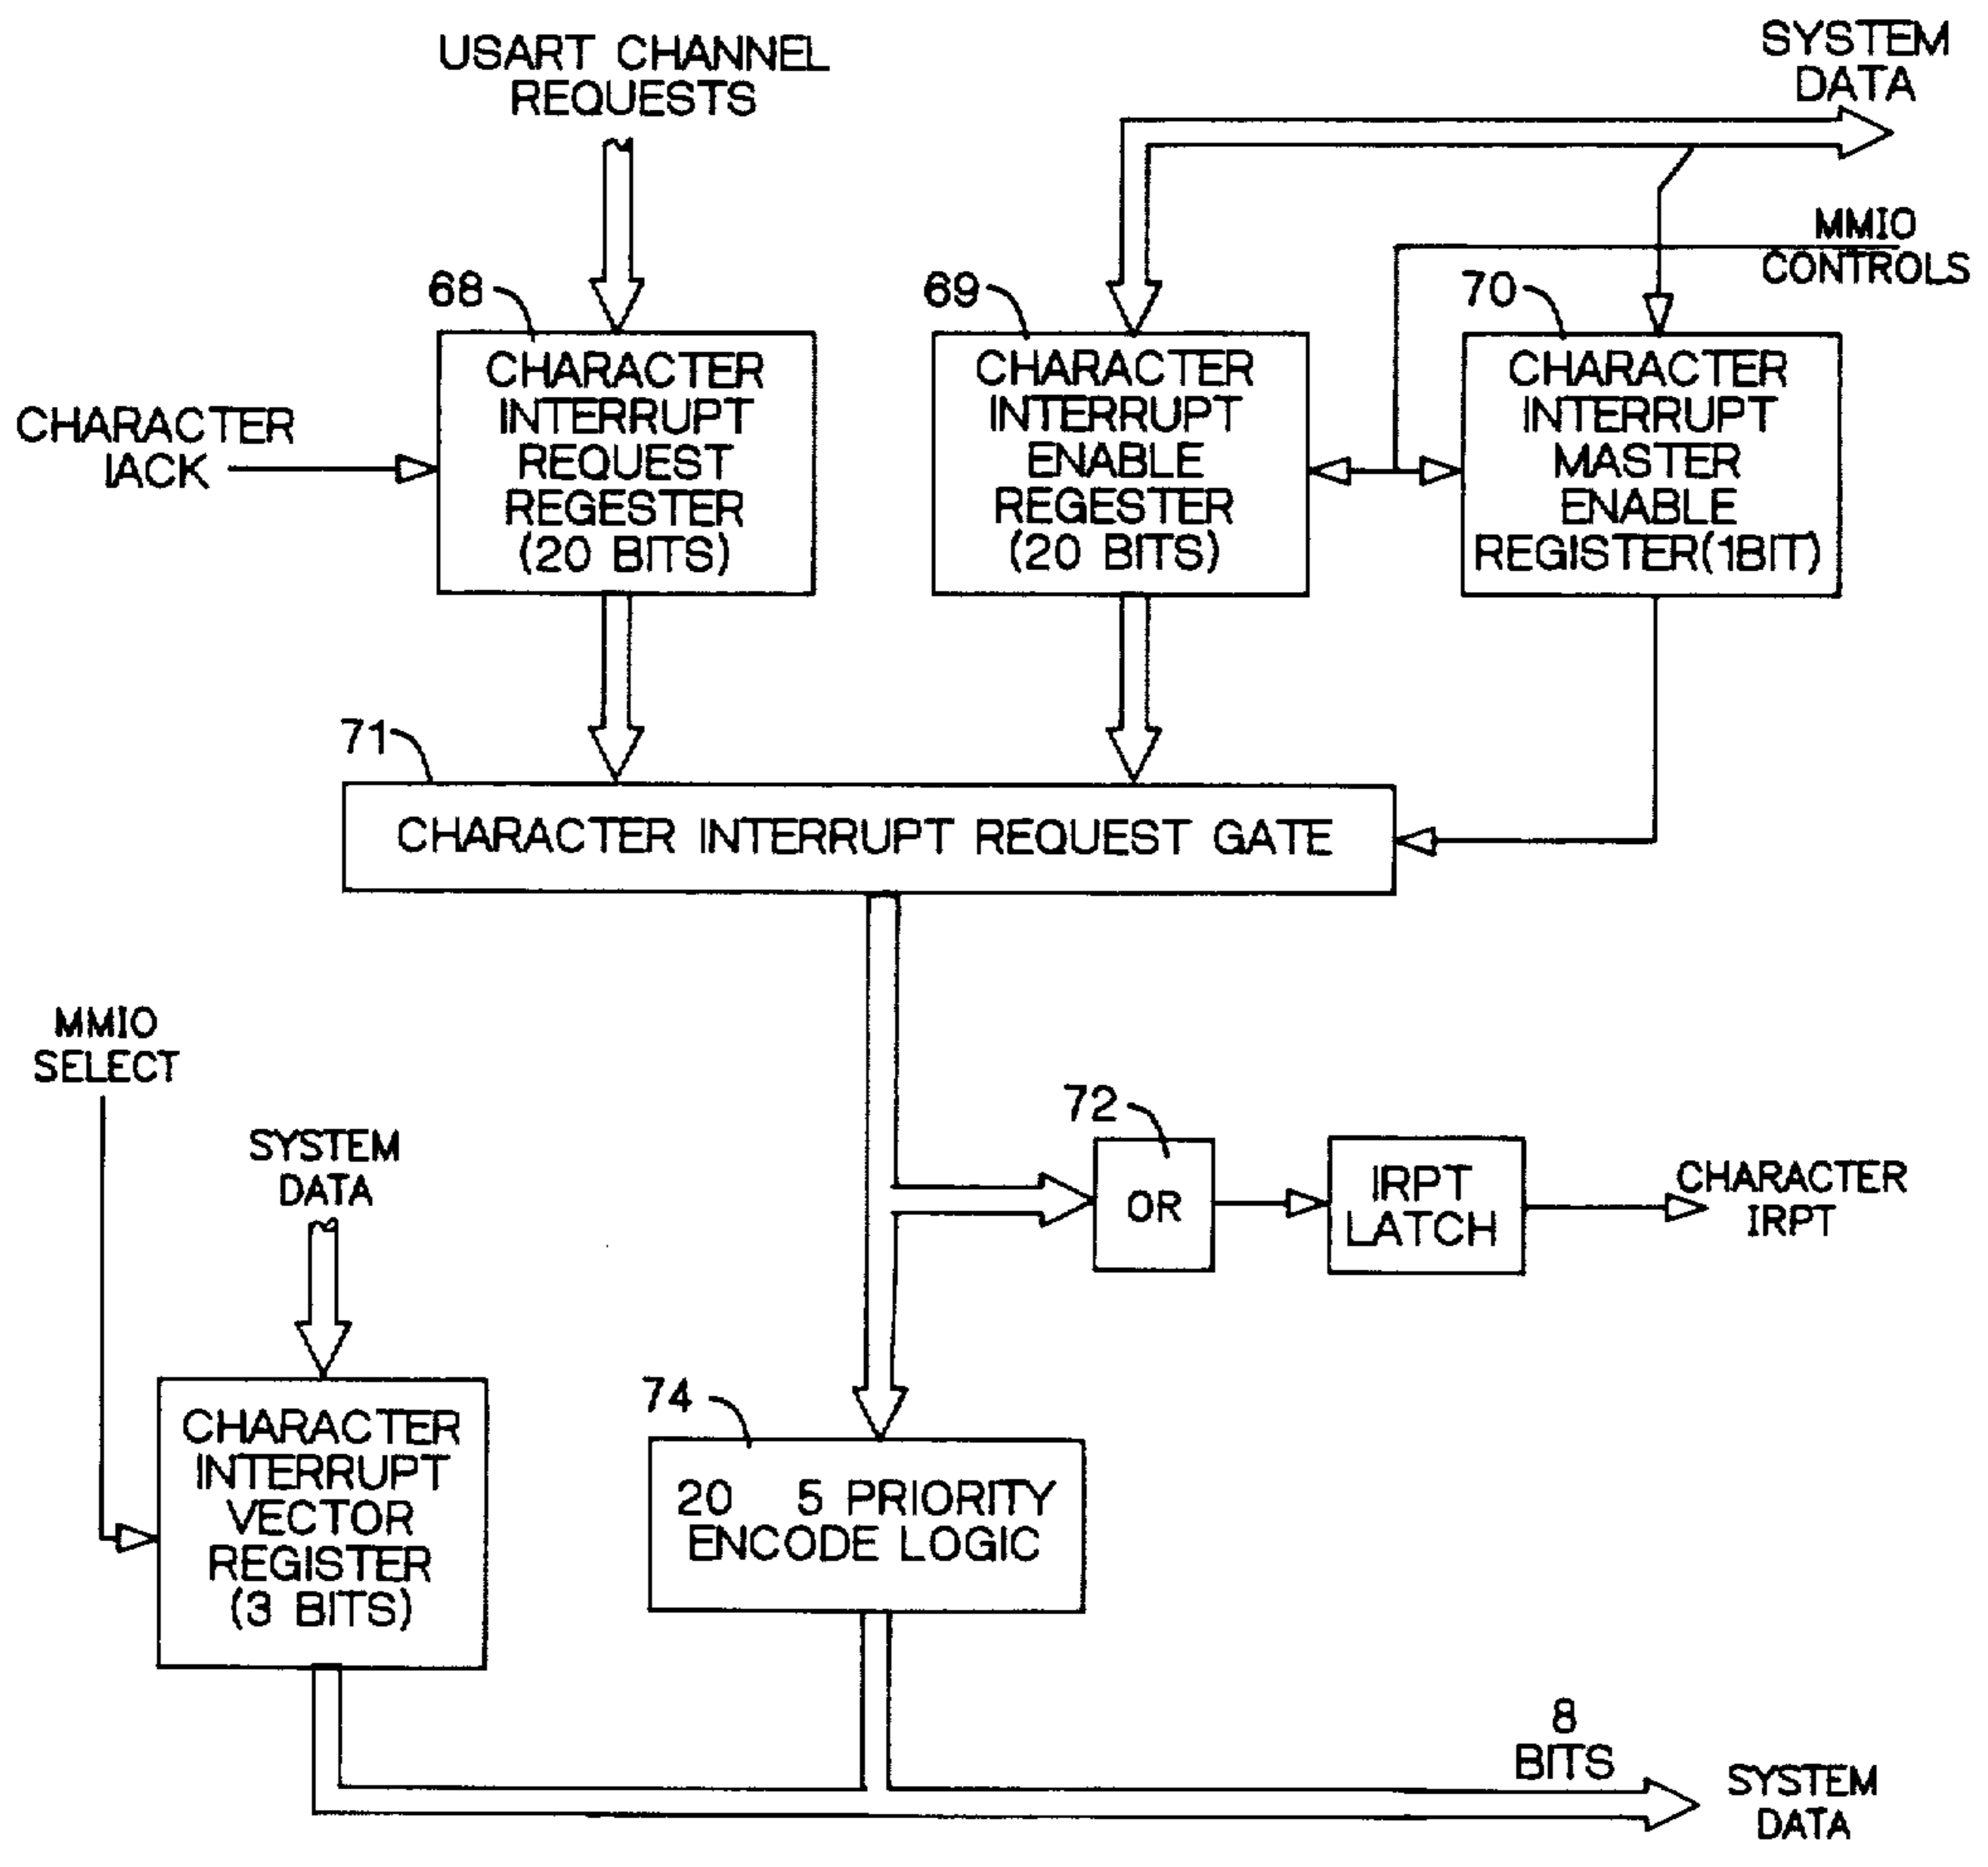 USART CHANNEL
REQUESTS
SYSTEM
DATA
MMIO
CONTROLS
68
69
70
CHARACTER
INTERRUPT
REQUEST
REGESTER
(20 BITS)
CHARACTER
INTERRUPT
ENABLE
REGESTER
(20 BITS)
CHARACTER
INTERRUPT
MASTER
ENABLE
REGISTER(1BIT)
CHARACTER
IACK
71
CHARACTER INTERRUPT REQUEST GATE
MMIO
SELECT
SYSTEM
DATA
72
OR
IRPT
LATCH
CHARACTER
IRPT
74
CHARACTER
INTERRUPT
VECTOR
REGISTER
(3 BITS)
20 5 PRIORITY
ENCODE LOGIC
8
BITS
SYSTEM
DATA